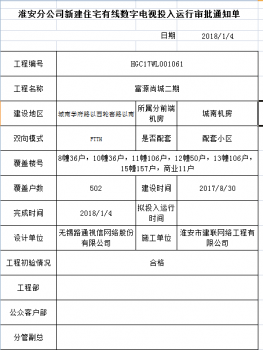 淮安分公司新建住宅有线数字电视投入运行审批通知单
日期 2018/1/4
工程编号 HGC17WL001061
工程名称 富源尚城二期
建设地区 城南学府路以西轮窑路以南 所属分前端机房 城南机房
双向模式 FTTH 是否配套 配套小区
覆盖楼号 8幢36户，10幢36户，11幢106户，12幢50户，13幢106户，
15幢157户，商业11户
覆盖户数 502 建设时间 2017/8/30
完成时间 2018/1/4 拟投入运行时间
设计单位 无锡路通视信网络股份有限公司 施工单位 淮安市建联网络工程有限公司
工程初验情况 合格
工程部
公众客户部
分管副总